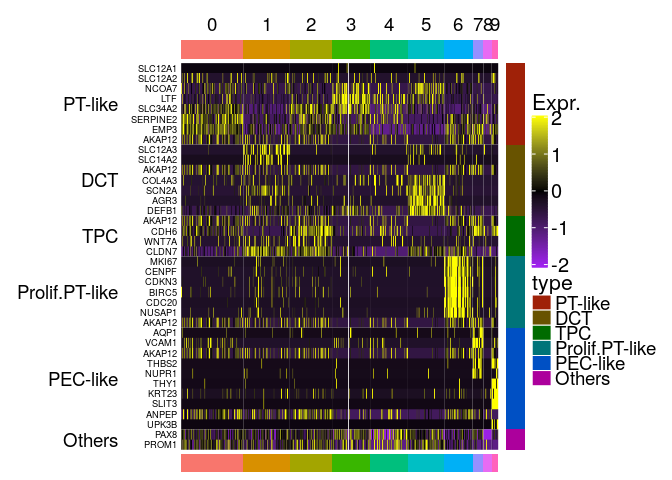 0 1 2 3 4 5 6 7 8 9
SLC12A1
SLC12A2
NCOA7
LTF
SLC34A2
SERPINE2
EMP3
AKAP12
SLC12A3
SLC14A2
AKAP12
COL4A3
SCN2A
AGR3
DEFB1
AKAP12
CDH6
WNT7A
CLDN7
MKI67
CENPF
CDKN3
BIRC5
CDC20
NUSAP1
AKAP12
AQP1
VCAM1
AKAP12
THBS2
NUPR1
THY1
KRT23
SLIT3
ANPEP
UPK3B
PAX8
PROM1
PT-like
DCT
TPC
Prolif.PT-like
PEC-like
Others
Expr.
2
1
0
-1
-2
type
PT-like
DCT
TPC
Prolif.PT-like
PEC-like
Others